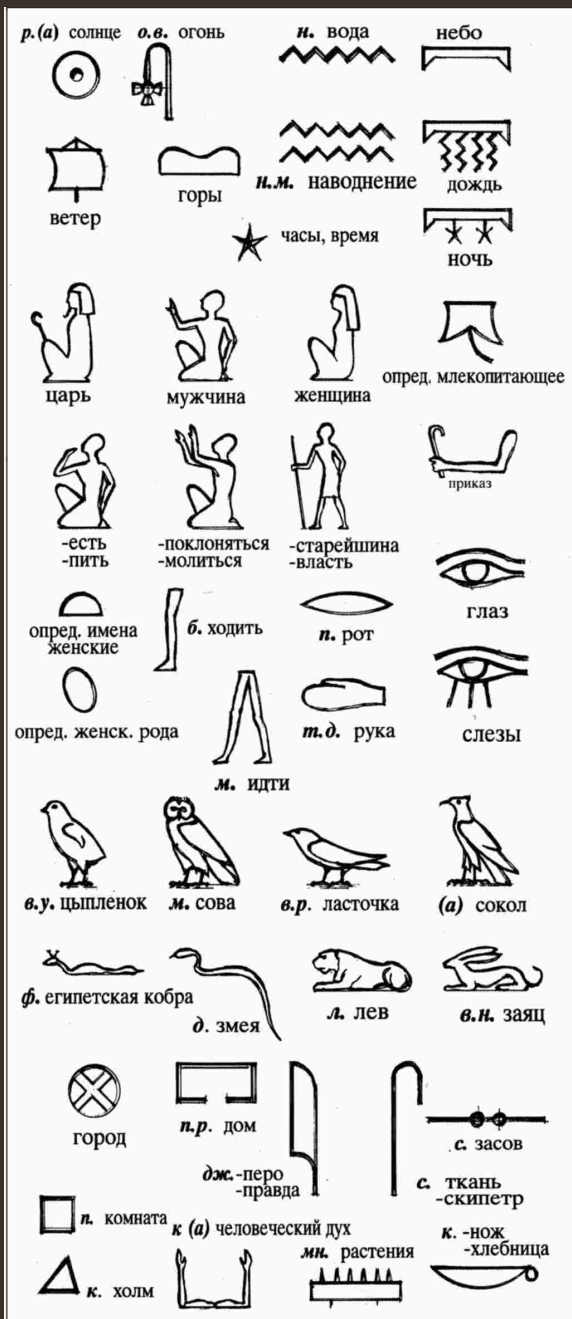 р.(а) солнце
о.в. огонь
н. вода
небо
ветер
горы
н.м. наводнение
дождь
часы, время
ночь
царь
мужчина
женщина
опред. млекопитающее
-есть
-пить
-поклоняться
-молиться
-старейшина
-власть
приказ
опред. имена
женские
б. ходить
п. рот
глаз
опред. женск. рода
м. идти
т.д. рука
слезы
в.у. цыпленок
м. сова
в.р. ласточка
(а) сокол
ф. египетская кобра
д. змея
л. лев
в.н. заяц
город
п.р. дом
дж.-перо
-правда
с. ткань
-скипетр
с. засов
п. комната
к (а) человеческий дух
мн. растения
к. -нож
-хлебница
к. холм